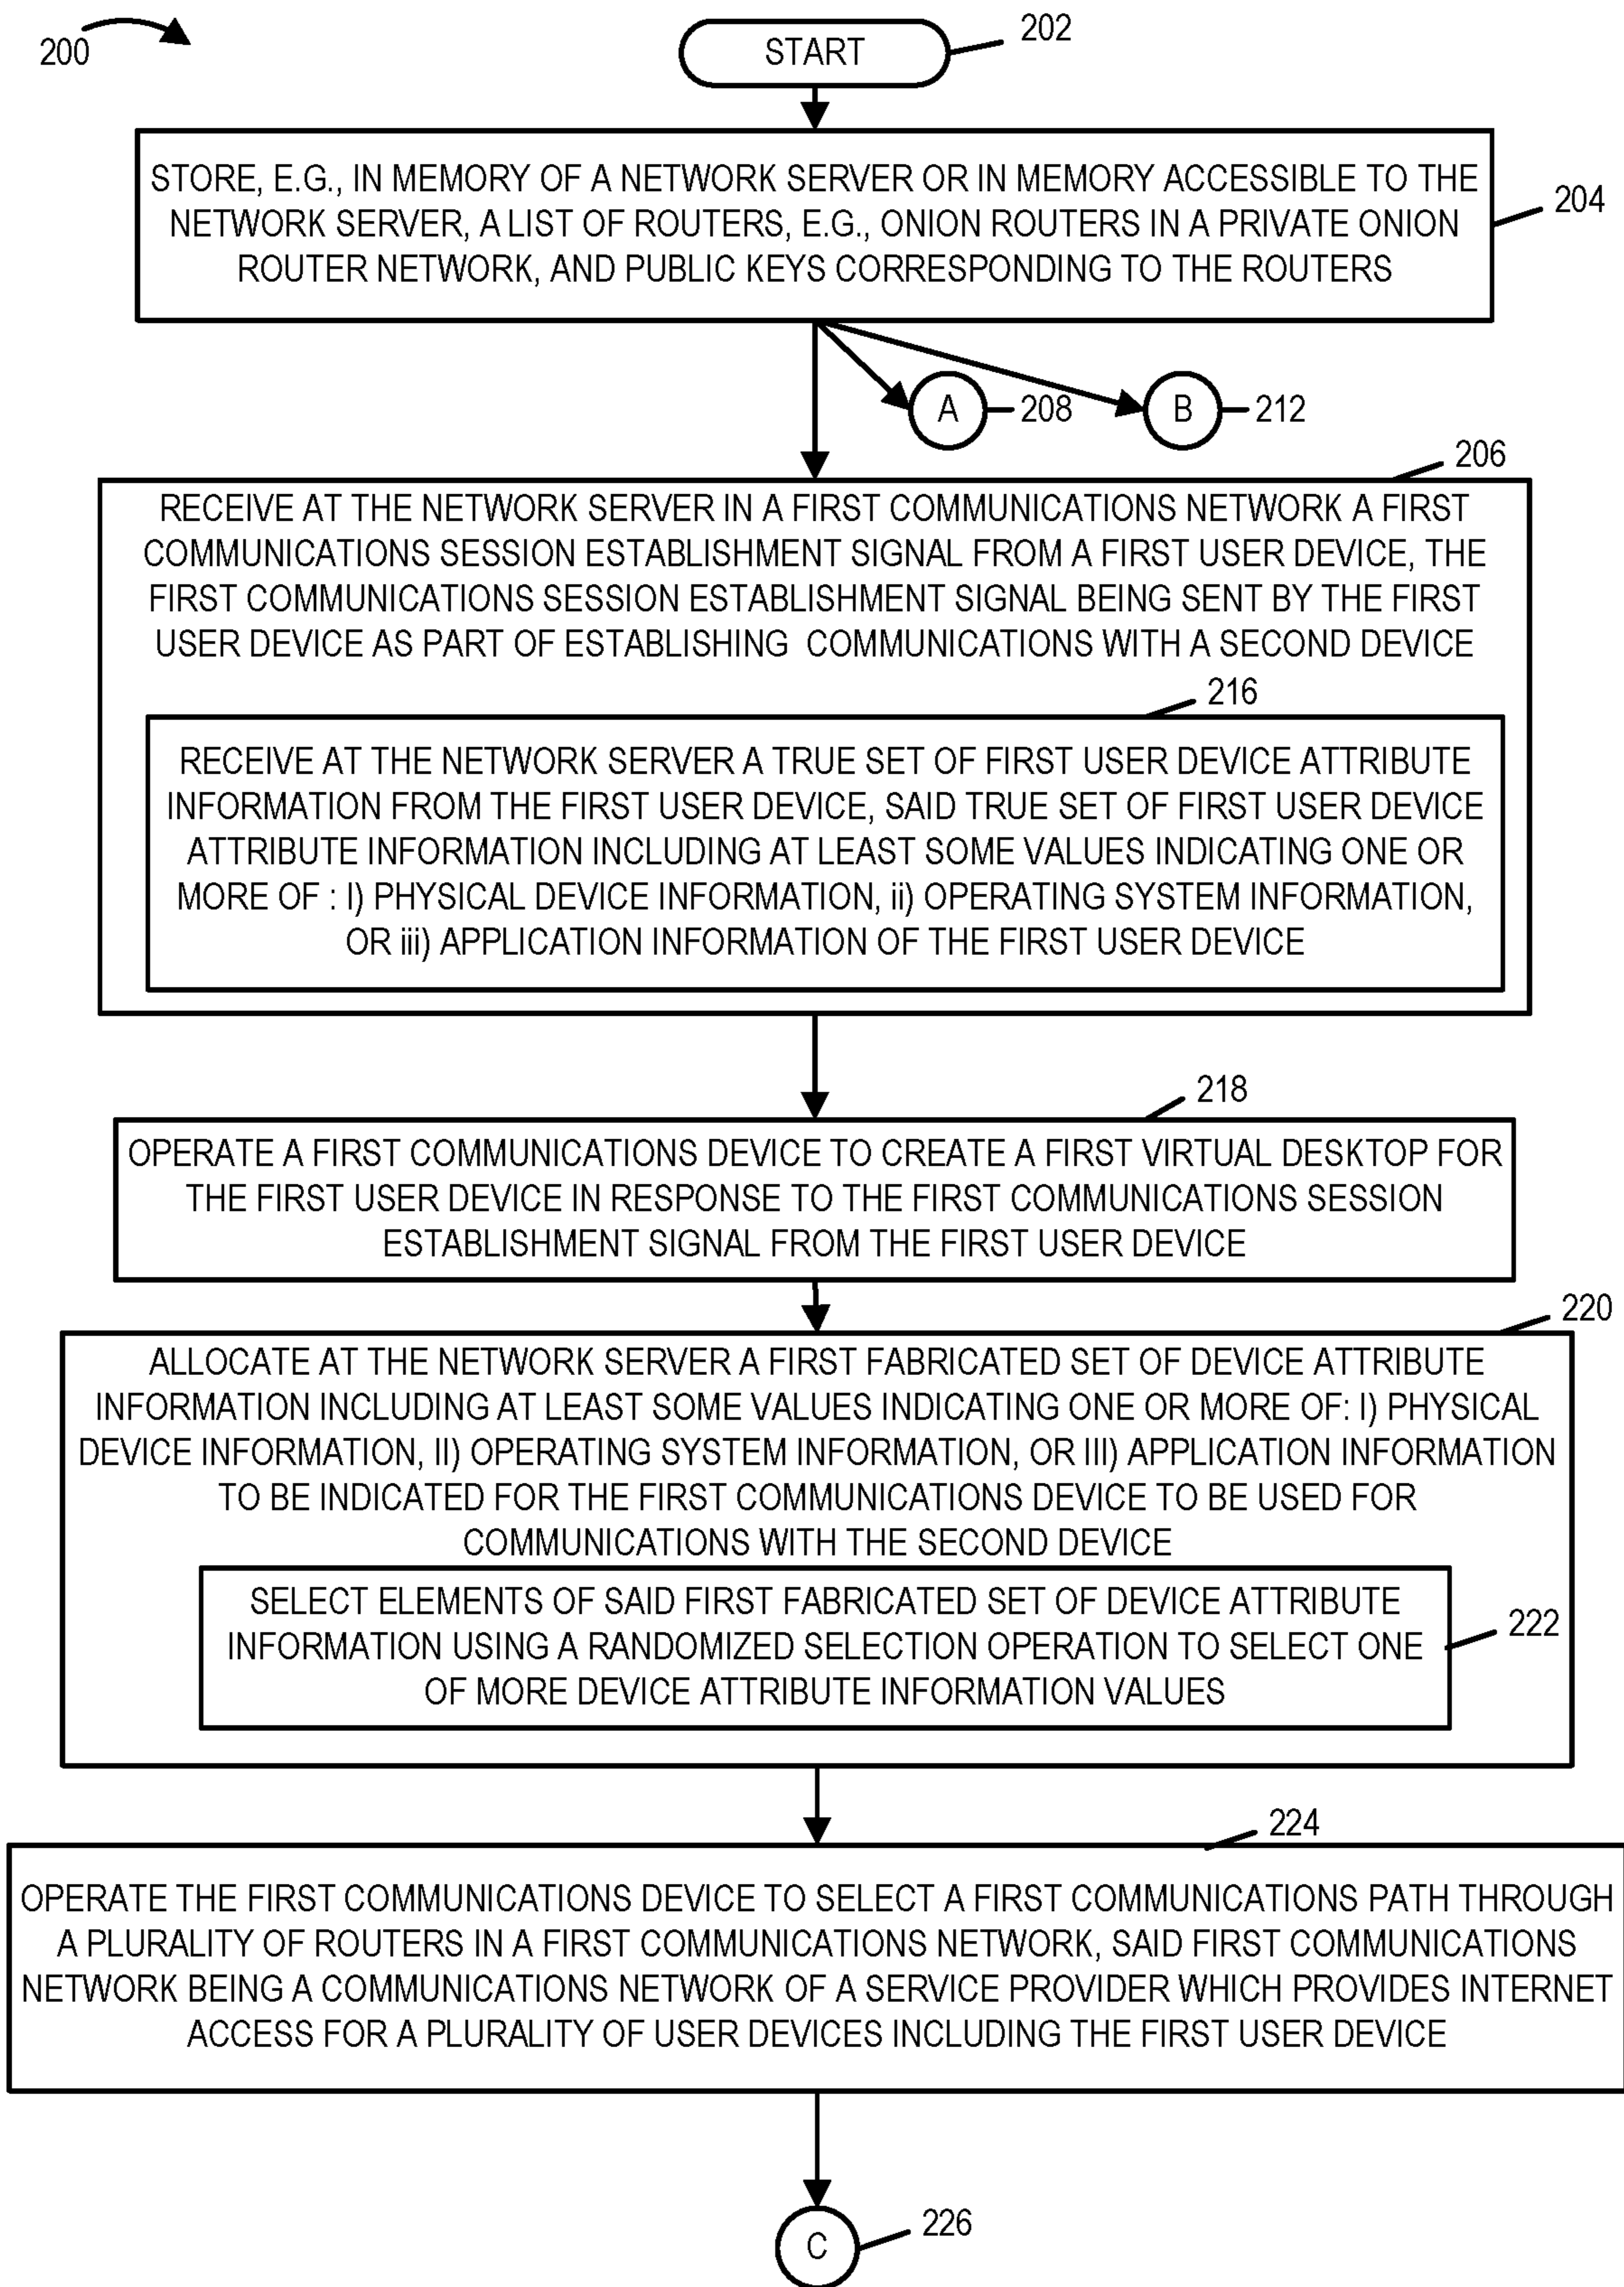 200
START
202
STORE, E.G., IN MEMORY OF A NETWORK SERVER OR IN MEMORY ACCESSIBLE TO THE
NETWORK SERVER, A LIST OF ROUTERS, E.G., ONION ROUTERS IN A PRIVATE ONION
ROUTER NETWORK, AND PUBLIC KEYS CORRESPONDING TO THE ROUTERS
204
A
208
B
212
206
RECEIVE AT THE NETWORK SERVER IN A FIRST COMMUNICATIONS NETWORK A FIRST
COMMUNICATIONS SESSION ESTABLISHMENT SIGNAL FROM A FIRST USER DEVICE, THE
FIRST COMMUNICATIONS SESSION ESTABLISHMENT SIGNAL BEING SENT BY THE FIRST
USER DEVICE AS PART OF ESTABLISHING COMMUNICATIONS WITH A SECOND DEVICE
216
RECEIVE AT THE NETWORK SERVER A TRUE SET OF FIRST USER DEVICE ATTRIBUTE
INFORMATION FROM THE FIRST USER DEVICE, SAID TRUE SET OF FIRST USER DEVICE
ATTRIBUTE INFORMATION INCLUDING AT LEAST SOME VALUES INDICATING ONE OR
MORE OF : I) PHYSICAL DEVICE INFORMATION, ii) OPERATING SYSTEM INFORMATION,
OR iii) APPLICATION INFORMATION OF THE FIRST USER DEVICE
218
OPERATE A FIRST COMMUNICATIONS DEVICE TO CREATE A FIRST VIRTUAL DESKTOP FOR
THE FIRST USER DEVICE IN RESPONSE TO THE FIRST COMMUNICATIONS SESSION
ESTABLISHMENT SIGNAL FROM THE FIRST USER DEVICE
220
ALLOCATE AT THE NETWORK SERVER A FIRST FABRICATED SET OF DEVICE ATTRIBUTE
INFORMATION INCLUDING AT LEAST SOME VALUES INDICATING ONE OR MORE OF: I) PHYSICAL
DEVICE INFORMATION, II) OPERATING SYSTEM INFORMATION, OR III) APPLICATION INFORMATION
TO BE INDICATED FOR THE FIRST COMMUNICATIONS DEVICE TO BE USED FOR
COMMUNICATIONS WITH THE SECOND DEVICE
SELECT ELEMENTS OF SAID FIRST FABRICATED SET OF DEVICE ATTRIBUTE
INFORMATION USING A RANDOMIZED SELECTION OPERATION TO SELECT ONE
OF MORE DEVICE ATTRIBUTE INFORMATION VALUES
222
224
OPERATE THE FIRST COMMUNICATIONS DEVICE TO SELECT A FIRST COMMUNICATIONS PATH THROUGH
A PLURALITY OF ROUTERS IN A FIRST COMMUNICATIONS NETWORK, SAID FIRST COMMUNICATIONS
NETWORK BEING A COMMUNICATIONS NETWORK OF A SERVICE PROVIDER WHICH PROVIDES INTERNET
ACCESS FOR A PLURALITY OF USER DEVICES INCLUDING THE FIRST USER DEVICE
C
226